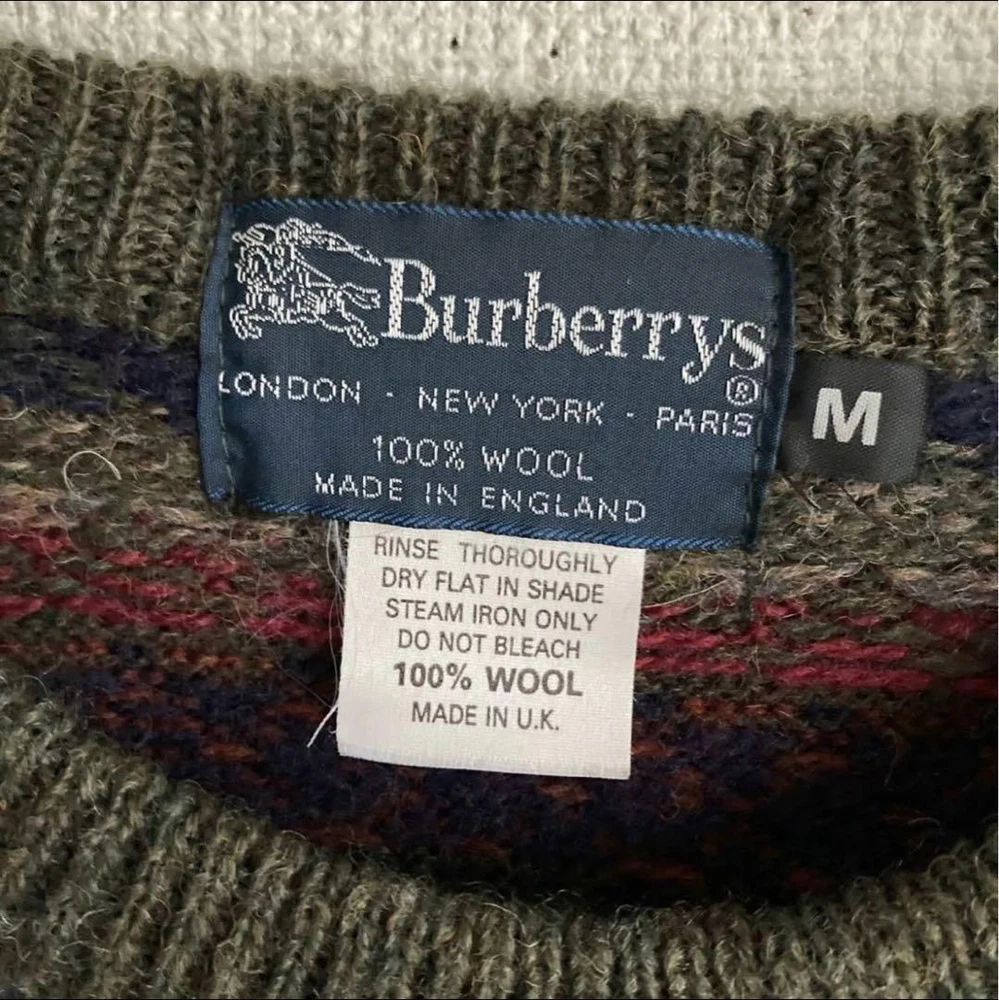 Burberrys
®
LONDON - NEW YORK - PARIS
100% WOOL
MADE IN ENGLAND
M
RINSE THOROUGHLY
DRY FLAT IN SHADE
STEAM IRON ONLY
DO NOT BLEACH
100% WOOL
MADE IN U.K.